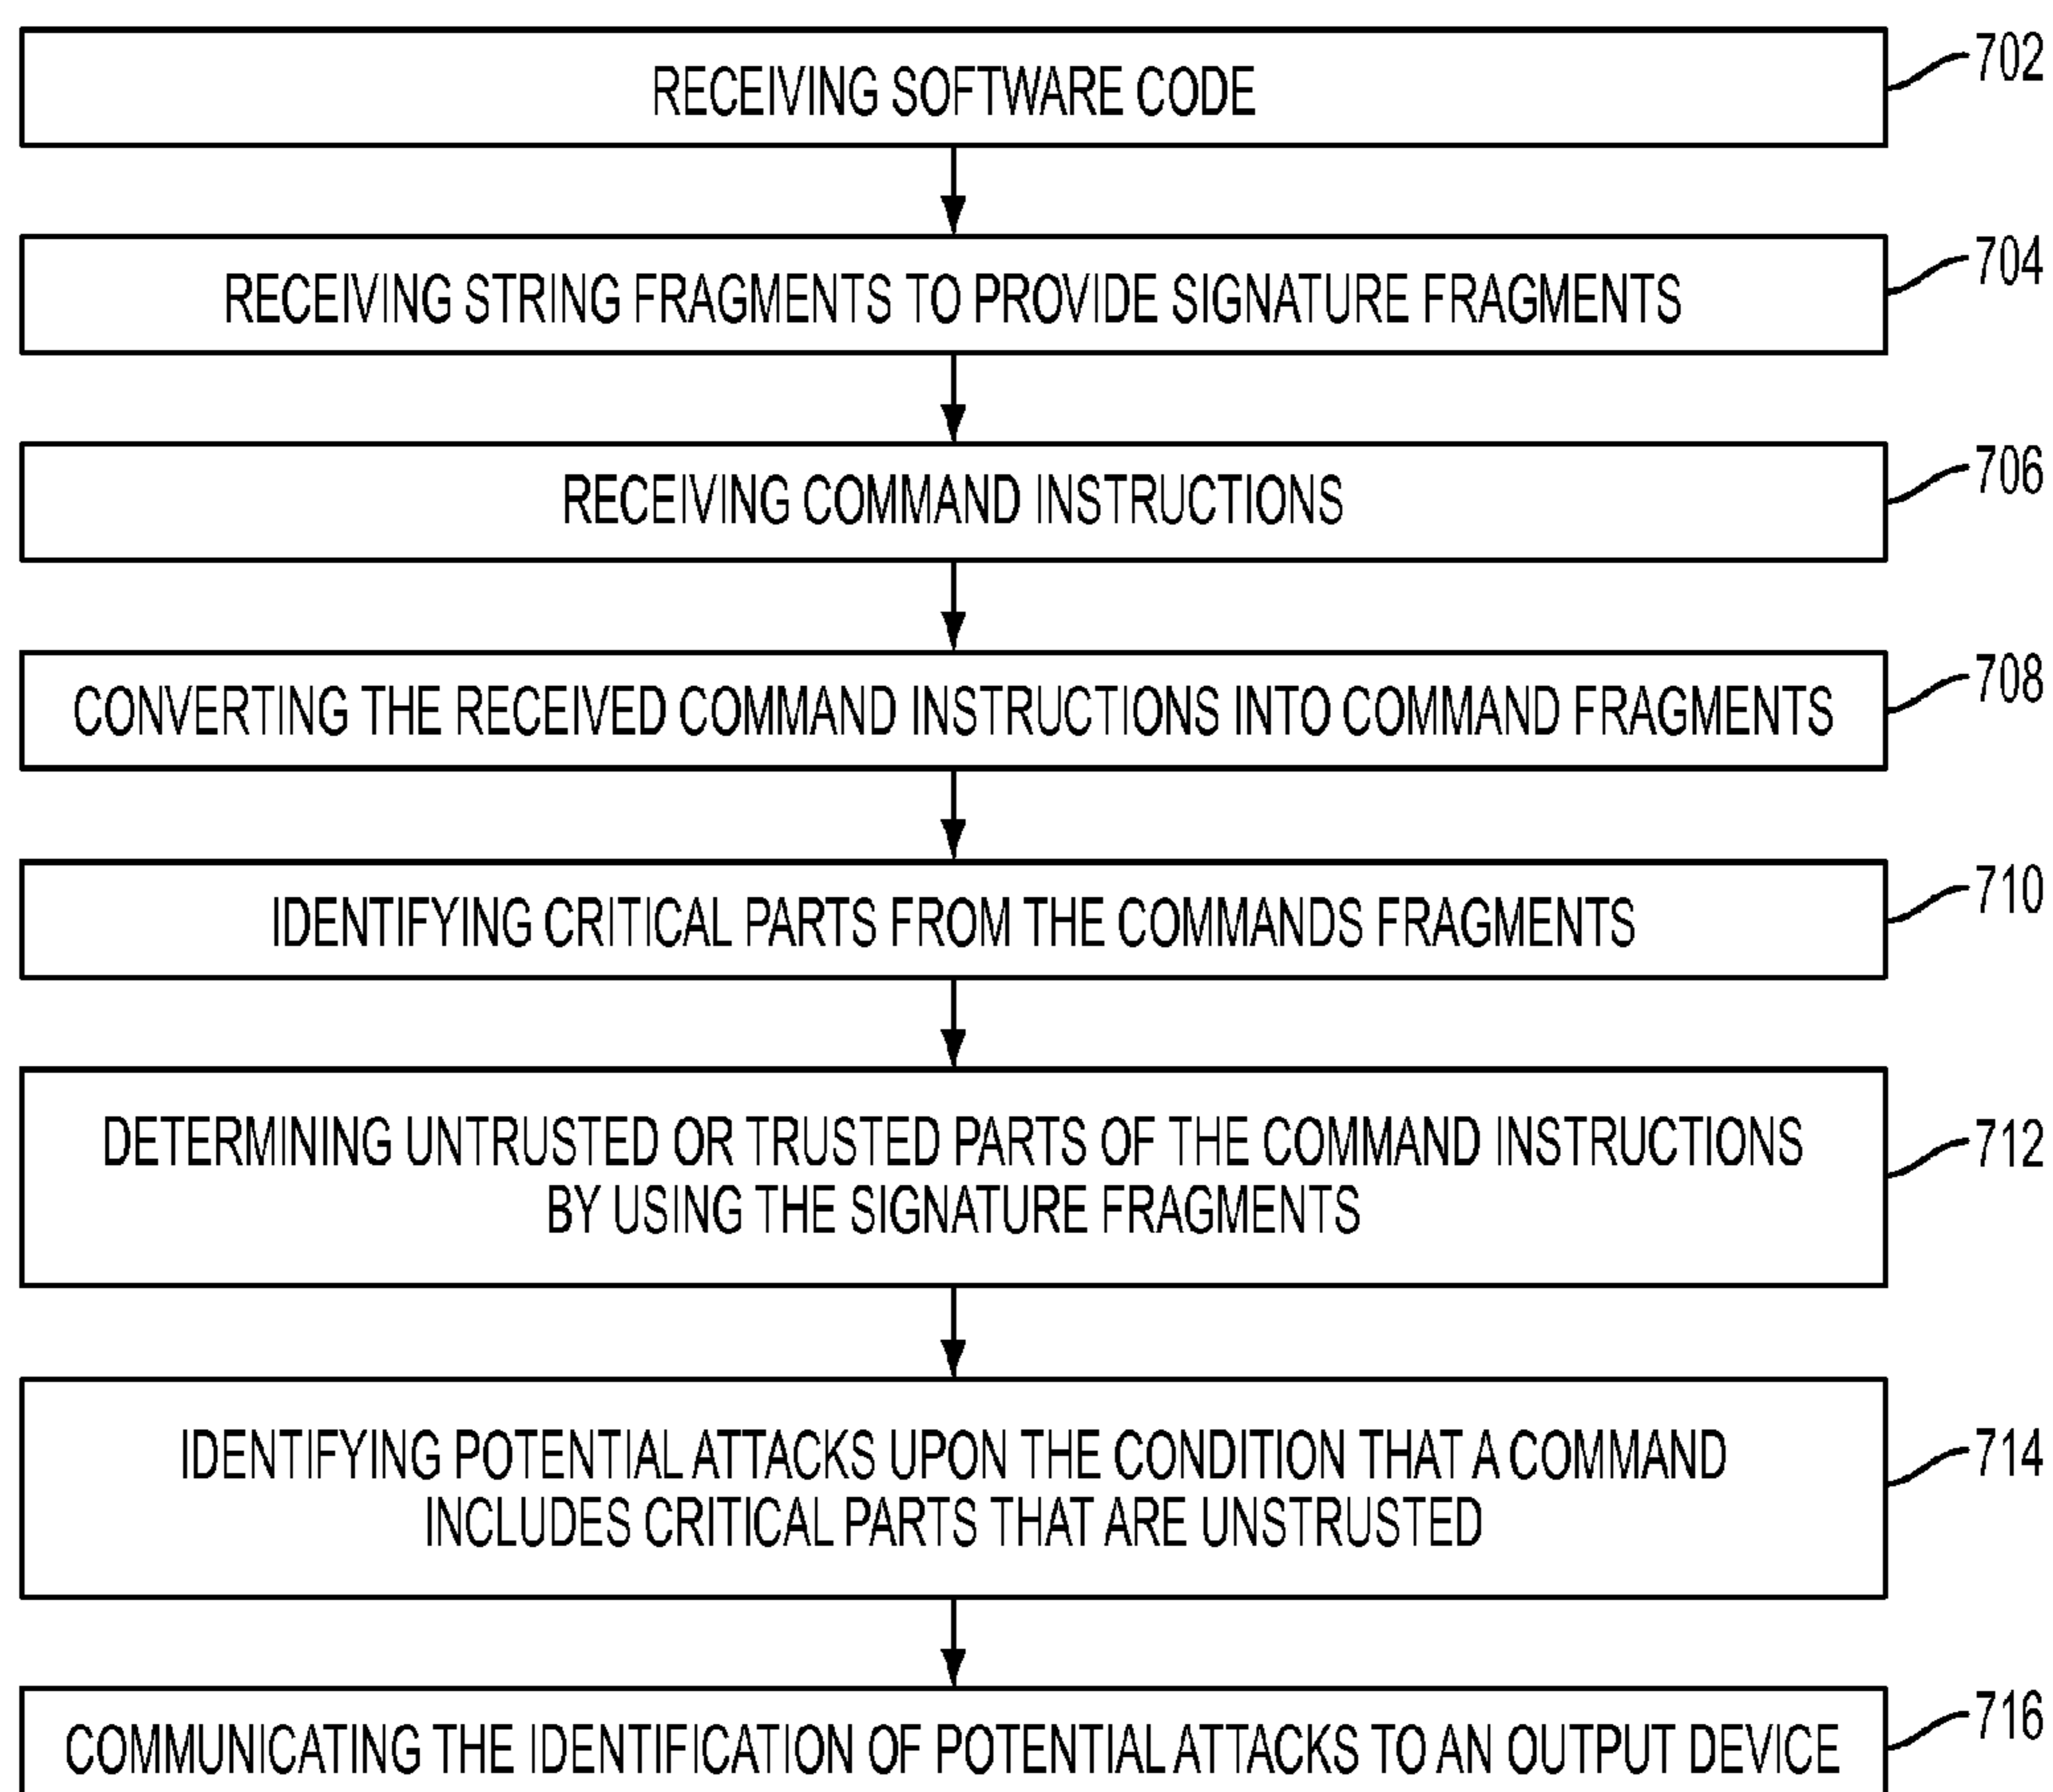 RECEIVING SOFTWARE CODE
702
RECEIVING STRING FRAGMENTS TO PROVIDE SIGNATURE FRAGMENTS
704
RECEIVING COMMAND INSTRUCTIONS
706
CONVERTING THE RECEIVED COMMAND INSTRUCTIONS INTO COMMAND FRAGMENTS
708
IDENTIFYING CRITICAL PARTS FROM THE COMMANDS FRAGMENTS
710
DETERMINING UNTRUSTED OR TRUSTED PARTS OF THE COMMAND INSTRUCTIONS
BY USING THE SIGNATURE FRAGMENTS
712
IDENTIFYING POTENTIAL ATTACKS UPON THE CONDITION THAT A COMMAND
INCLUDES CRITICAL PARTS THAT ARE UNSTRUSTED
714
COMMUNICATING THE IDENTIFICATION OF POTENTIAL ATTACKS TO AN OUTPUT DEVICE
716